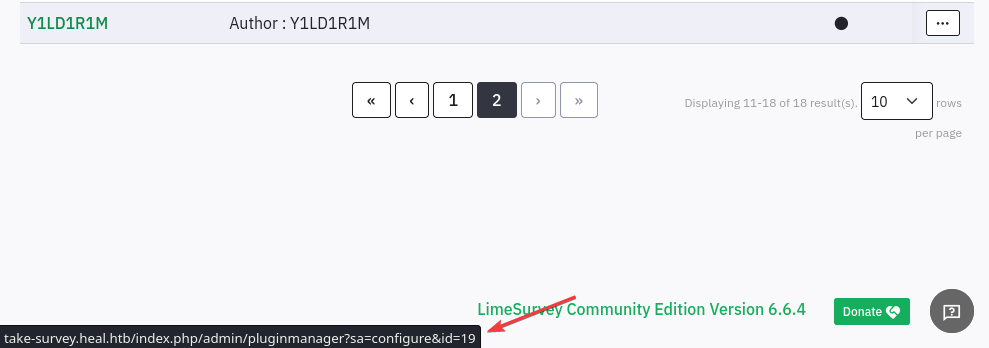 Y1LD1R1M Author : Y1LD1R1M ...
« ‹ 1 2 › » Displaying 11-18 of 18 result(s). 10 rows
per page
LimeSurvey Community Edition Version 6.6.4 Donate
take-survey.heal.htb/index.php/admin/pluginmanager?sa=configure&id=19